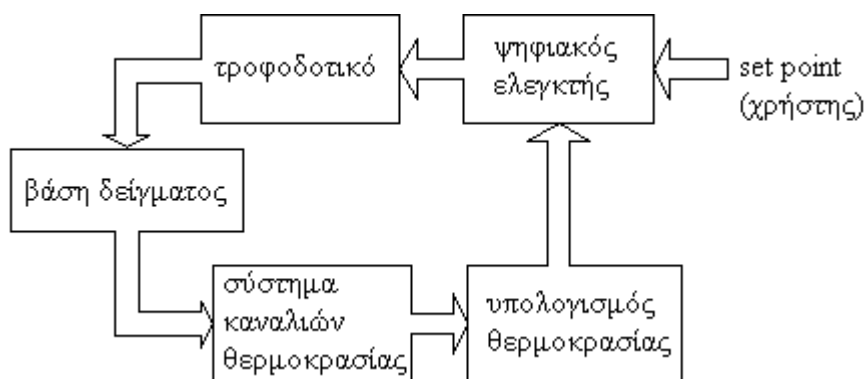 τροφοδοτικό
ψηφιακός
ελεγκτής
set point
(χρήστης)
βάση δείγματος
σύστημα
καναλιών
θερμοκρασίας
υπολογισμός
θερμοκρασίας